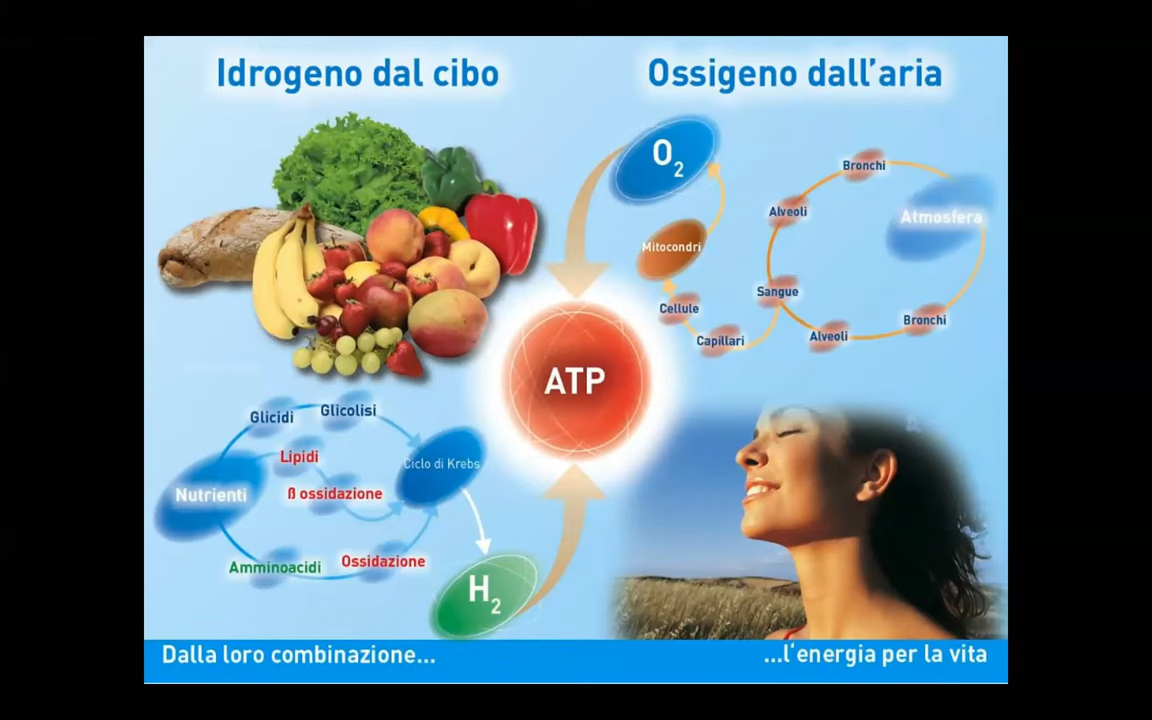 Idrogeno dal cibo
Ossigeno dall'aria
O2
Bronchi
Alveoli
Atmosfera
Mitocondri
Sangue
Cellule
Bronchi
Alveoli
Capillari
ATP
Glicidi
Glicolisi
Lipidi
Ciclo di Krebs
Nutrienti
ß ossidazione
Amminoacidi
Ossidazione
H2
Dalla loro combinazione...
...l'energia per la vita